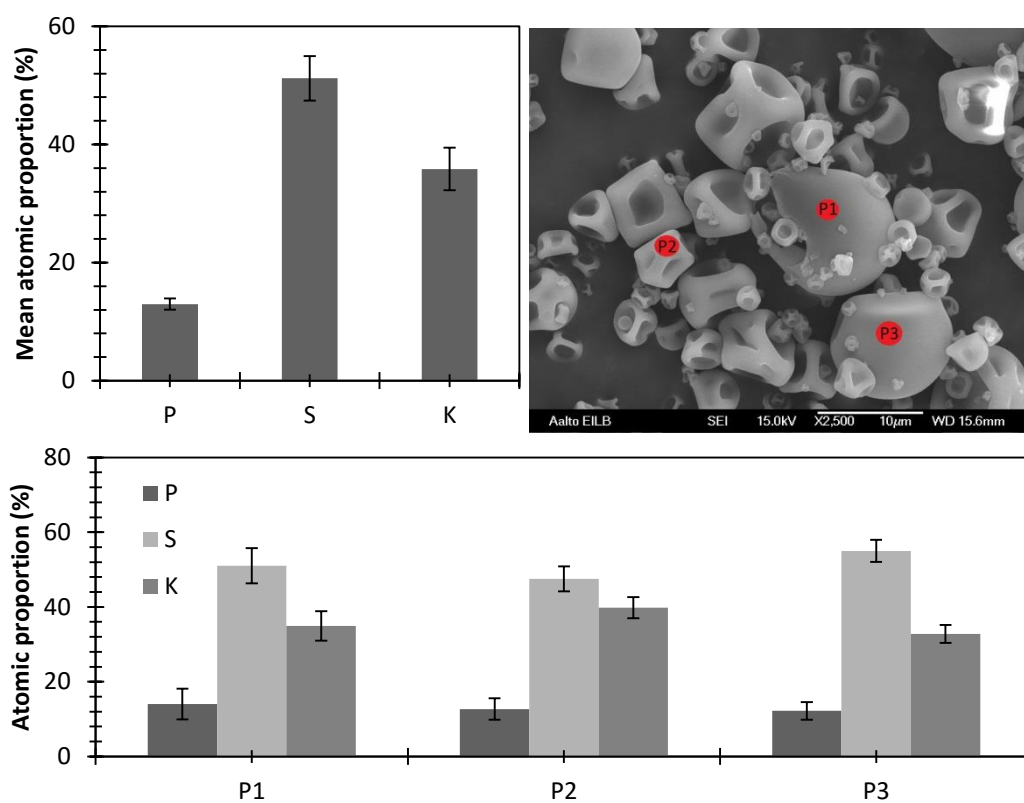 Mean atomic proportion (%)
60
40
20
0
P S K
P1
P2
P3
Aalto EILB SEI 15.0kV X2,500 10μm WD 15.6mm
Atomic proportion (%)
80
60
40
20
0
P
S
K
P1 P2 P3